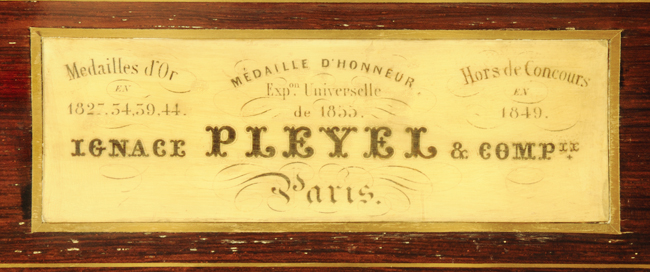 Medailles d'Or
EN
1827.34.39.44.
MÉDAILLE D'HONNEUR
Expon. Universelle
de 1855.
Hors de Concours
EN
1849.
IGNACE PLEYEL & COMPII.
Paris.